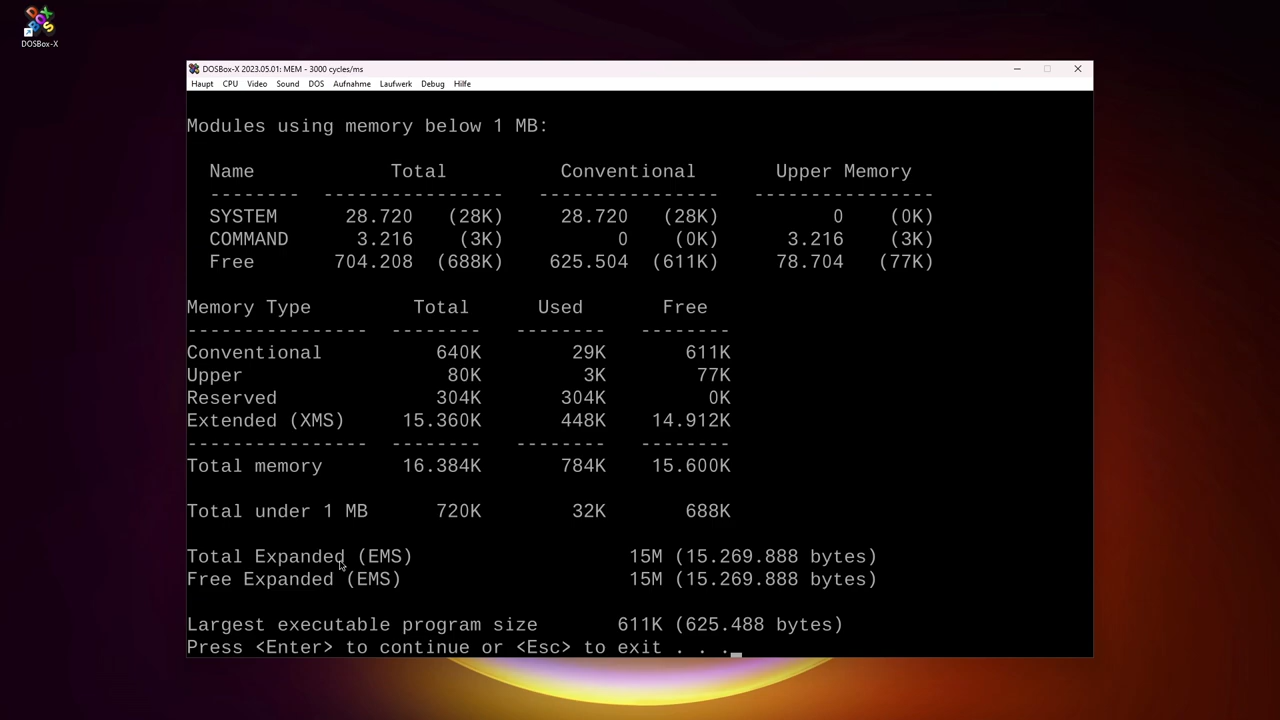 DOSBox-X
DOSBox-X 2023.05.01: MEM - 3000 cycles/ms
Haupt CPU Video Sound DOS Aufnahme Laufwerk Debug Hilfe
Modules using memory below 1 MB:
Name Total Conventional Upper Memory
-------- ---------------- ---------------- ----------------
SYSTEM 28.720 (28K) 28.720 (28K) 0 (0K)
COMMAND 3.216 (3K) 0 (0K) 3.216 (3K)
Free 704.208 (688K) 625.504 (611K) 78.704 (77K)
Memory Type Total Used Free
---------------- -------- -------- --------
Conventional 640K 29K 611K
Upper 80K 3K 77K
Reserved 304K 304K 0K
Extended (XMS) 15.360K 448K 14.912K
---------------- -------- -------- --------
Total memory 16.384K 784K 15.600K
Total under 1 MB 720K 32K 688K
Total Expanded (EMS) 15M (15.269.888 bytes)
Free Expanded (EMS) 15M (15.269.888 bytes)
Largest executable program size 611K (625.488 bytes)
Press <Enter> to continue or <Esc> to exit . . ._